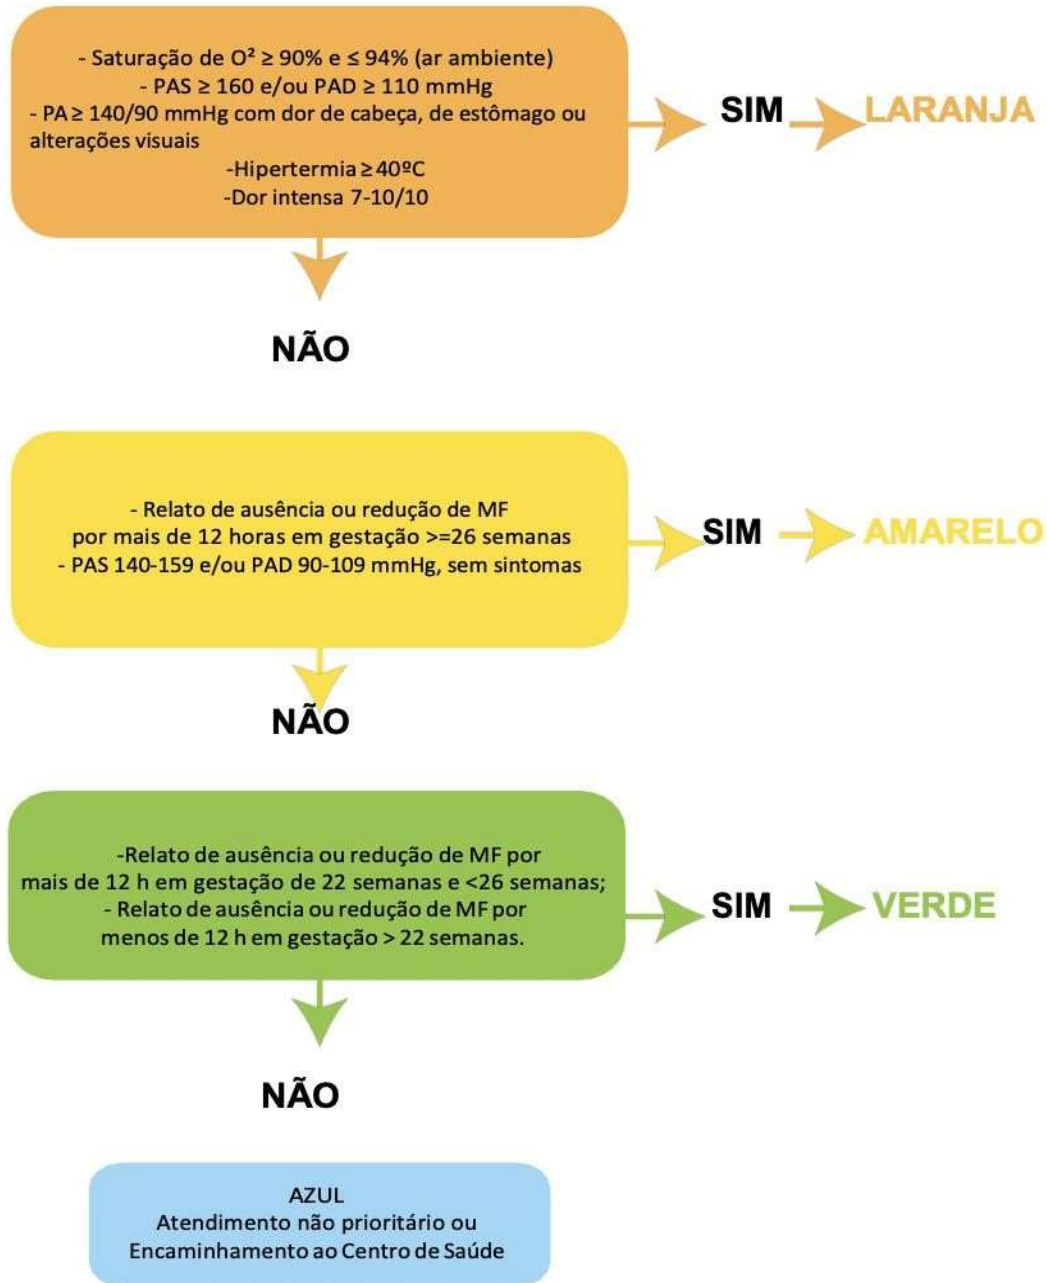 - Saturação de O² ≥ 90% e ≤ 94% (ar ambiente)
- PAS ≥ 160 e/ou PAD ≥ 110 mmHg
- PA ≥ 140/90 mmHg com dor de cabeça, de estômago ou
alterações visuais
-Hipertermia ≥ 40ºC
-Dor intensa 7-10/10
SIM
LARANJA
NÃO
- Relato de ausência ou redução de MF
por mais de 12 horas em gestação >=26 semanas
- PAS 140-159 e/ou PAD 90-109 mmHg, sem sintomas
SIM
AMARELO
NÃO
-Relato de ausência ou redução de MF por
mais de 12 h em gestação de 22 semanas e <26 semanas;
- Relato de ausência ou redução de MF por
menos de 12 h em gestação > 22 semanas.
SIM
VERDE
NÃO
AZUL
Atendimento não prioritário ou
Encaminhamento ao Centro de Saúde